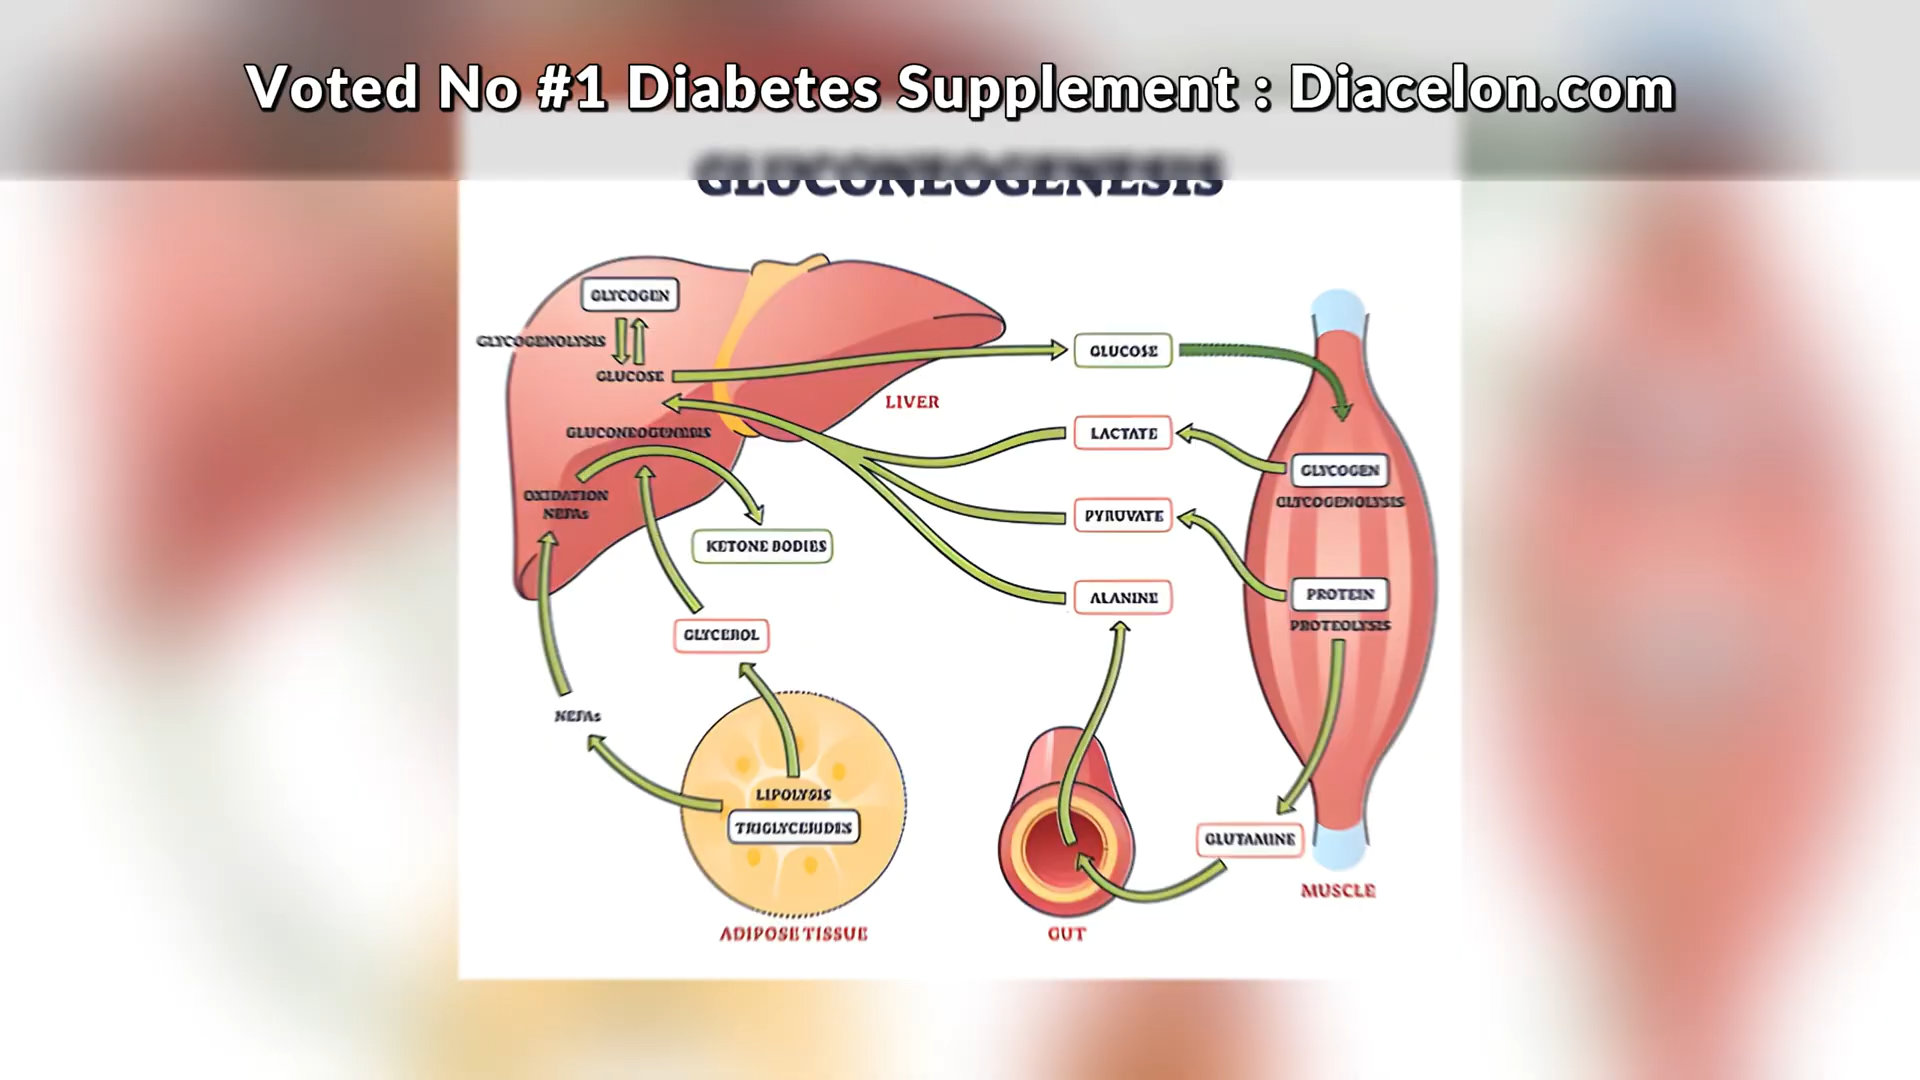 Voted No #1 Diabetes Supplement : Diacelon.com
GLUCONEOGENESIS
GLYCOGEN
GLYCOGENOLYSIS
GLUCOSE
GLUCOSE
LIVER
LACTATE
GLUCONEOGENESIS
GLYCOGEN
GLYCOGENOLYSIS
OXIDATION
NEFAs
PYRUVATE
KETONE BODIES
ALANINE
PROTEIN
PROTEOLYSIS
GLYCEROL
NEFAs
LIPOLYSIS
TRIGLYCERIDES
GLUTAMINE
MUSCLE
ADIPOSE TISSUE
GUT